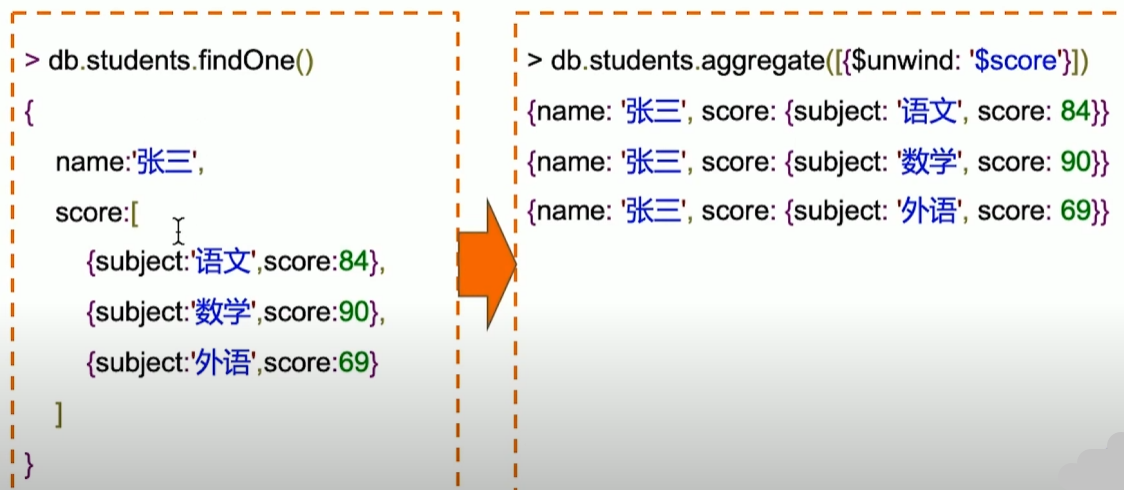 > db.students.findOne()
{
name:'张三',
score:[
{subject:'语文',score:84},
{subject:'数学',score:90},
{subject:'外语',score:69}
]
}
> db.students.aggregate([{$unwind: '$score'}])
{name: '张三', score: {subject: '语文', score: 84}}
{name: '张三', score: {subject: '数学', score: 90}}
{name: '张三', score: {subject: '外语', score: 69}}